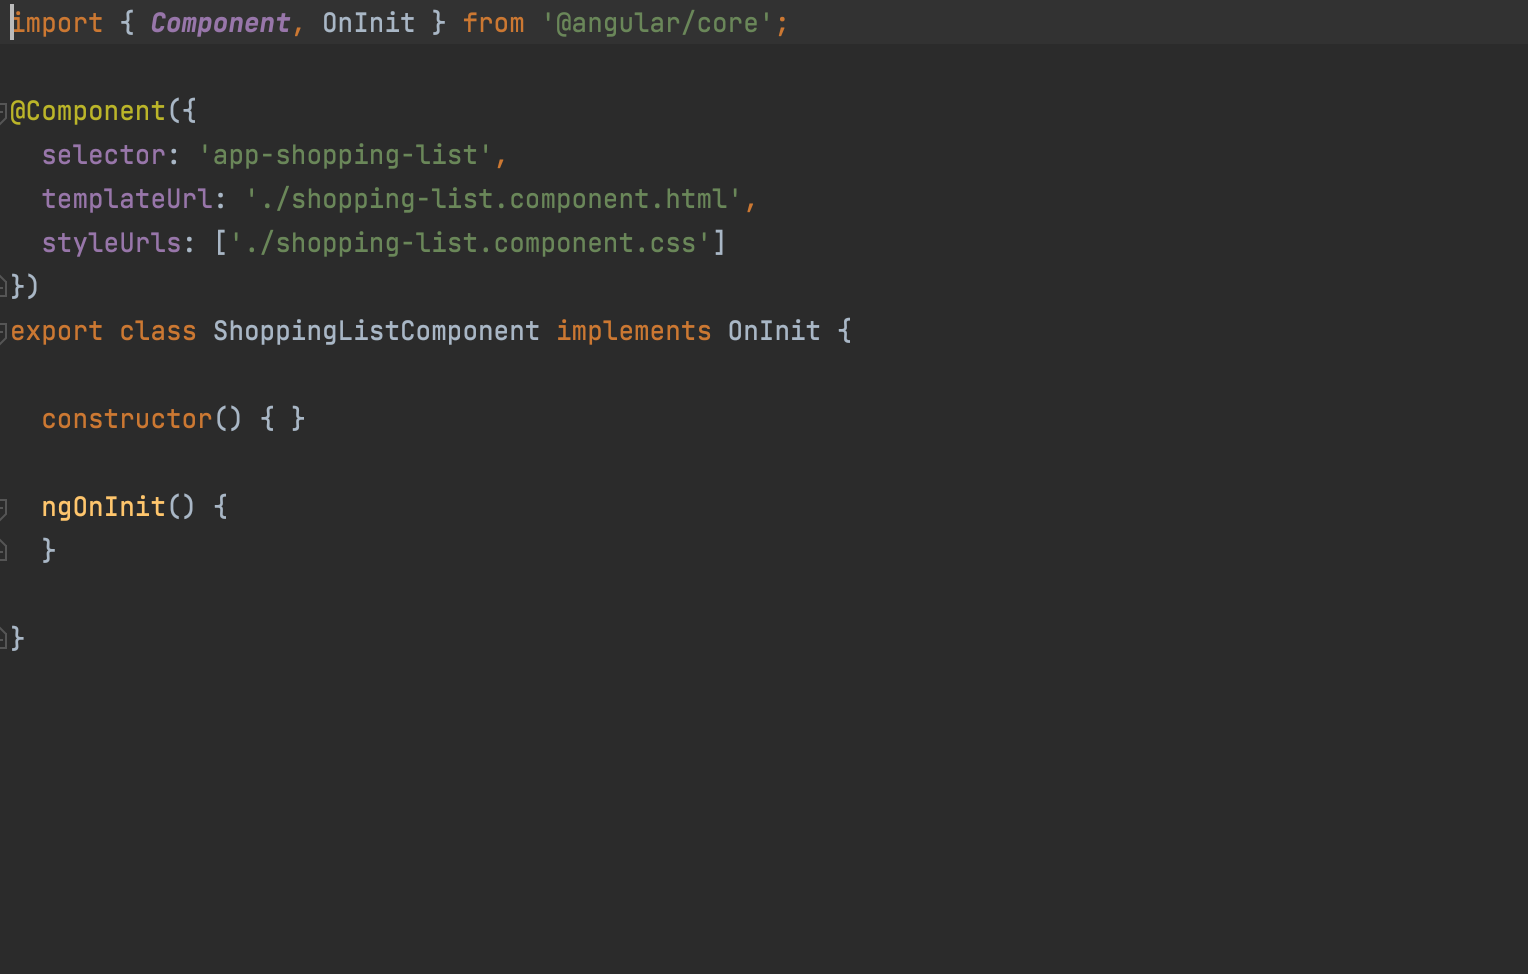 import { Component, OnInit } from '@angular/core';
@Component({
  selector: 'app-shopping-list',
  templateUrl: './shopping-list.component.html',
  styleUrls: ['./shopping-list.component.css']
})
export class ShoppingListComponent implements OnInit {
  constructor() { }
  ngOnInit() {
  }
}